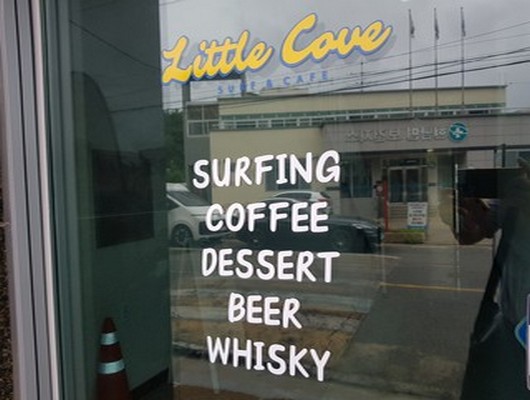 Little Cove
SURF & CAFE
SURFING
COFFEE
DESSERT
BEER
WHISKY